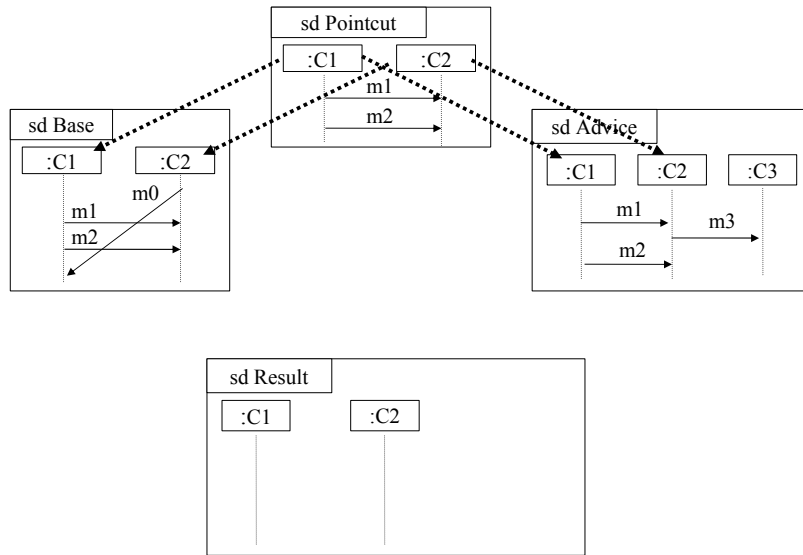 sd Pointcut
:C1 :C2
m1
m2
sd Base
:C1 :C2
m0
m1
m2
sd Advice
:C1 :C2 :C3
m1
m3
m2
sd Result
:C1 :C2